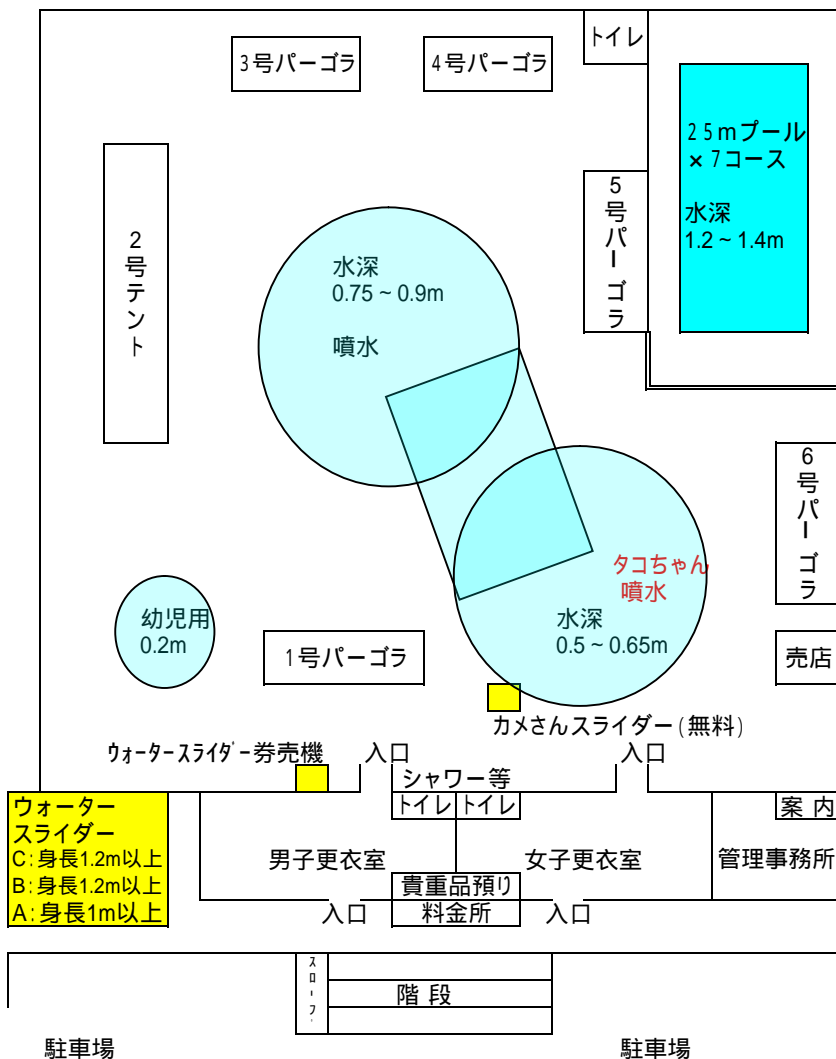 トイレ
3号パーゴラ
4号パーゴラ
25mプール
×7コース
水深
1.2~1.4m
5号パーゴラ
2号テント
水深
0.75~0.9m
噴水
6号パーゴラ
タコちゃん
噴水
水深
0.5~0.65m
幼児用
0.2m
1号パーゴラ
売店
カメさんスライダー(無料)
ウォータースライダー券売機
入口
入口
シャワー等
トイレ
トイレ
案内
ウォーター
スライダー
C:身長1.2m以上
B:身長1.2m以上
A:身長1m以上
男子更衣室
女子更衣室
管理事務所
貴重品預り
料金所
入口
入口
スロープ
階段
駐車場
駐車場